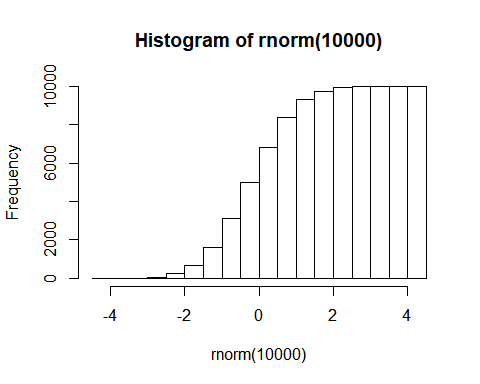 Histogram of rnorm(10000)
Frequency
10000
6000
2000
0
-4 -2 0 2 4
rnorm(10000)